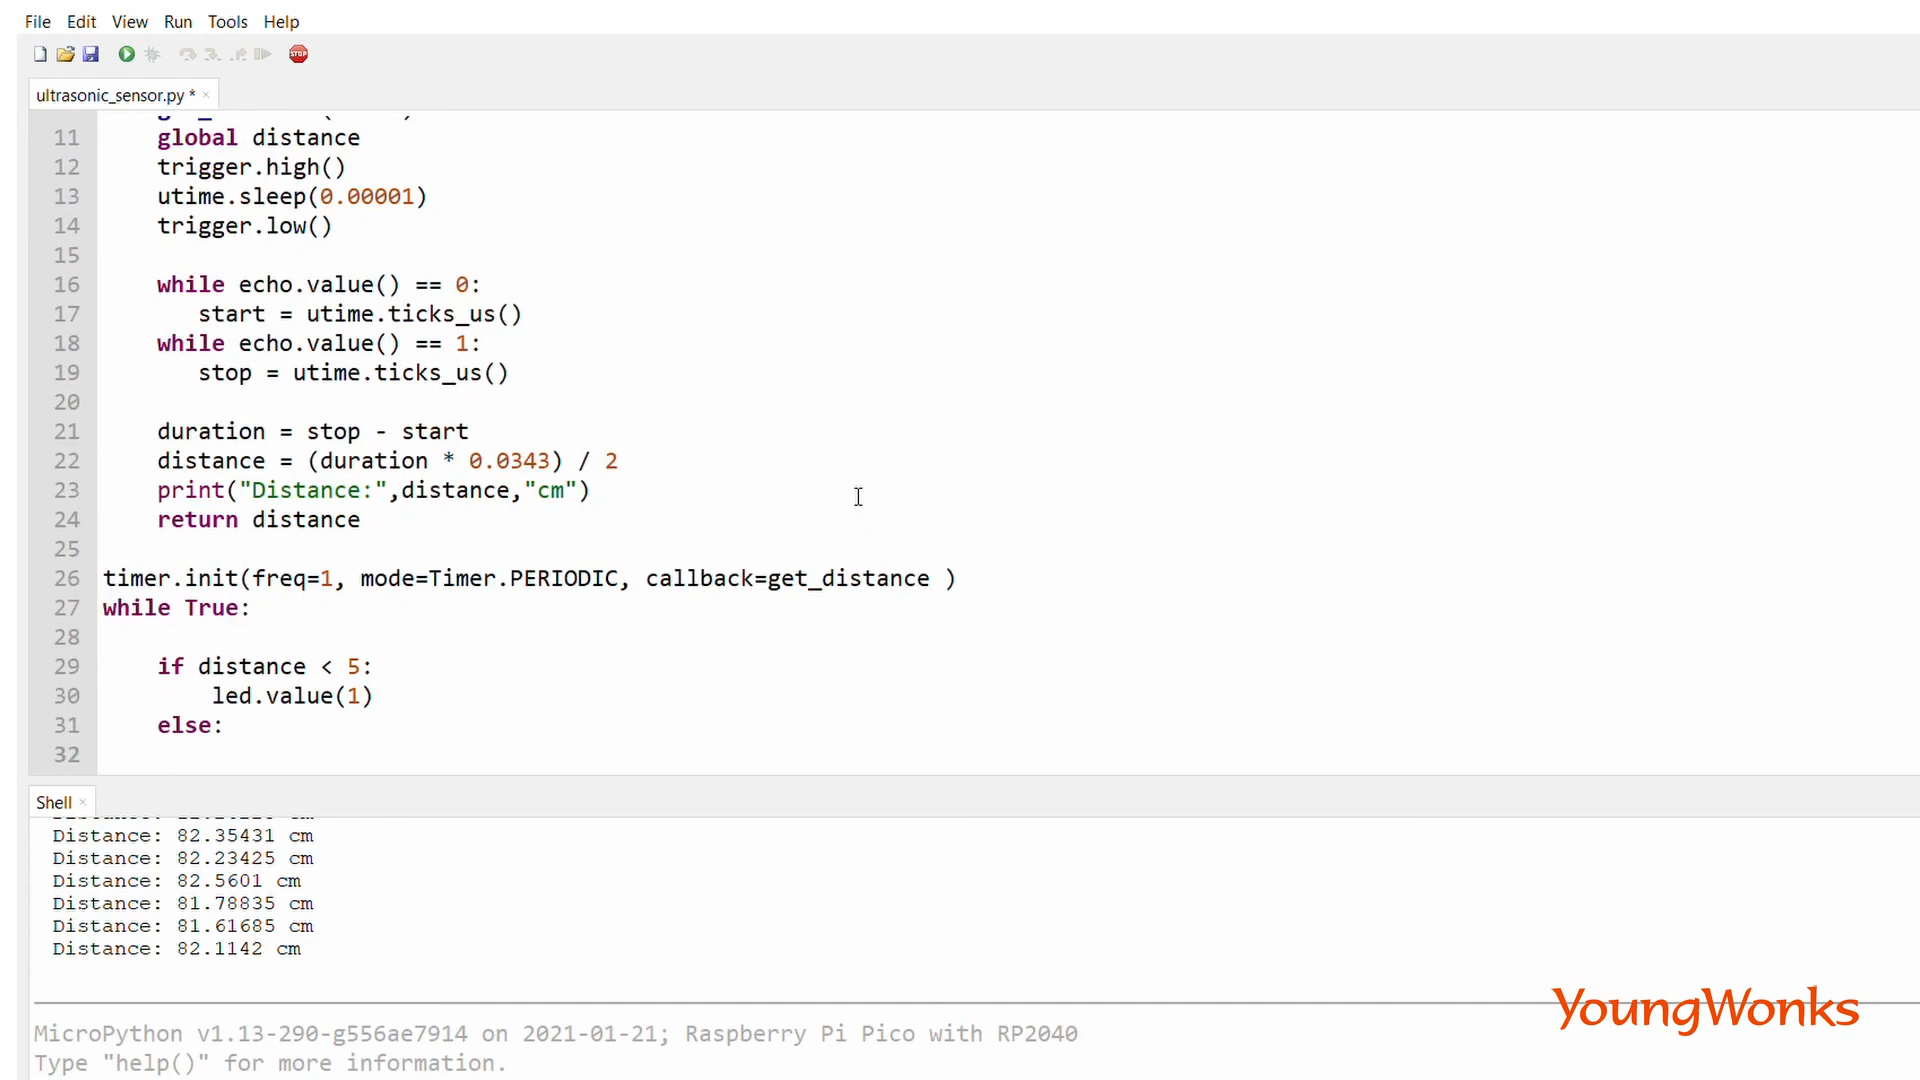 File Edit View Run Tools Help
STOP
ultrasonic_sensor.py * ×
11 global distance
12 trigger.high()
13 utime.sleep(0.00001)
14 trigger.low()
15
16 while echo.value() == 0:
17 start = utime.ticks_us()
18 while echo.value() == 1:
19 stop = utime.ticks_us()
20
21 duration = stop - start
22 distance = (duration * 0.0343) / 2
23 print("Distance:",distance,"cm")
24 return distance
25
26 timer.init(freq=1, mode=Timer.PERIODIC, callback=get_distance )
27 while True:
28
29 if distance < 5:
30 led.value(1)
31 else:
32
Shell ×
Distance: 82.35431 cm
Distance: 82.23425 cm
Distance: 82.5601 cm
Distance: 81.78835 cm
Distance: 81.61685 cm
Distance: 82.1142 cm
YoungWonks
MicroPython v1.13-290-g556ae7914 on 2021-01-21; Raspberry Pi Pico with RP2040
Type "help()" for more information.